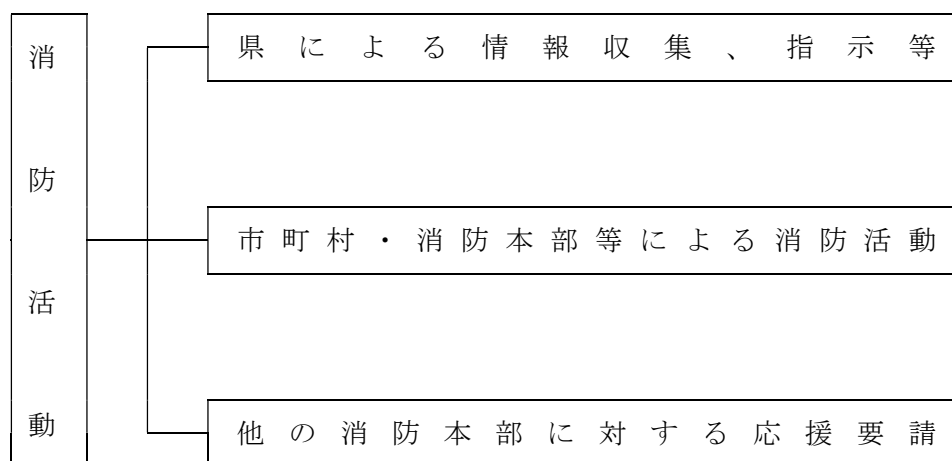 消防活動
県による情報収集、指示等
市町村・消防本部等による消防活動
他の消防本部に対する応援要請